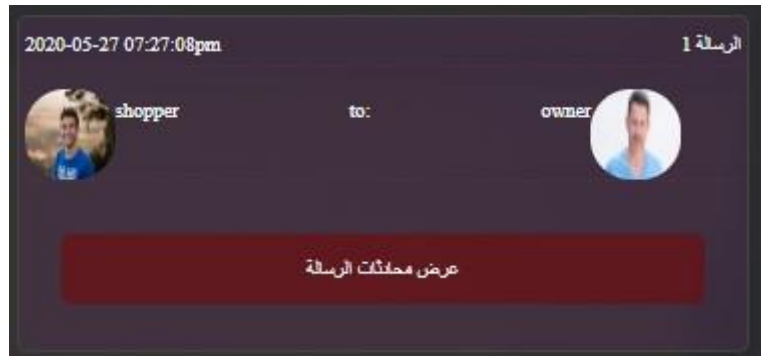 الرسالة 1 2020-05-27 07:27:08pm
shopper to: owner
عرض محادثات الرسالة